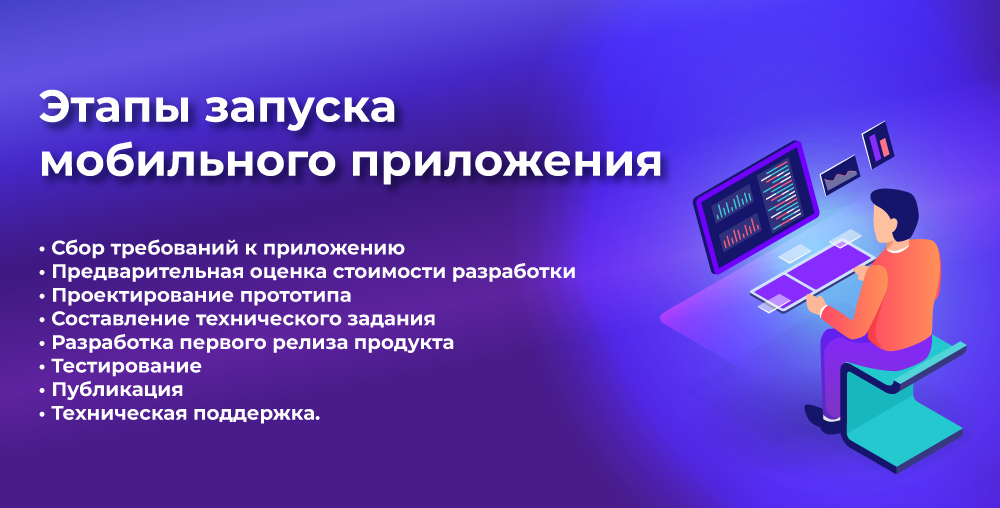 Этапы запуска
мобильного приложения
• Сбор требований к приложению
• Предварительная оценка стоимости разработки
• Проектирование прототипа
• Составление технического задания
• Разработка первого релиза продукта
• Тестирование
• Публикация
• Техническая поддержка.